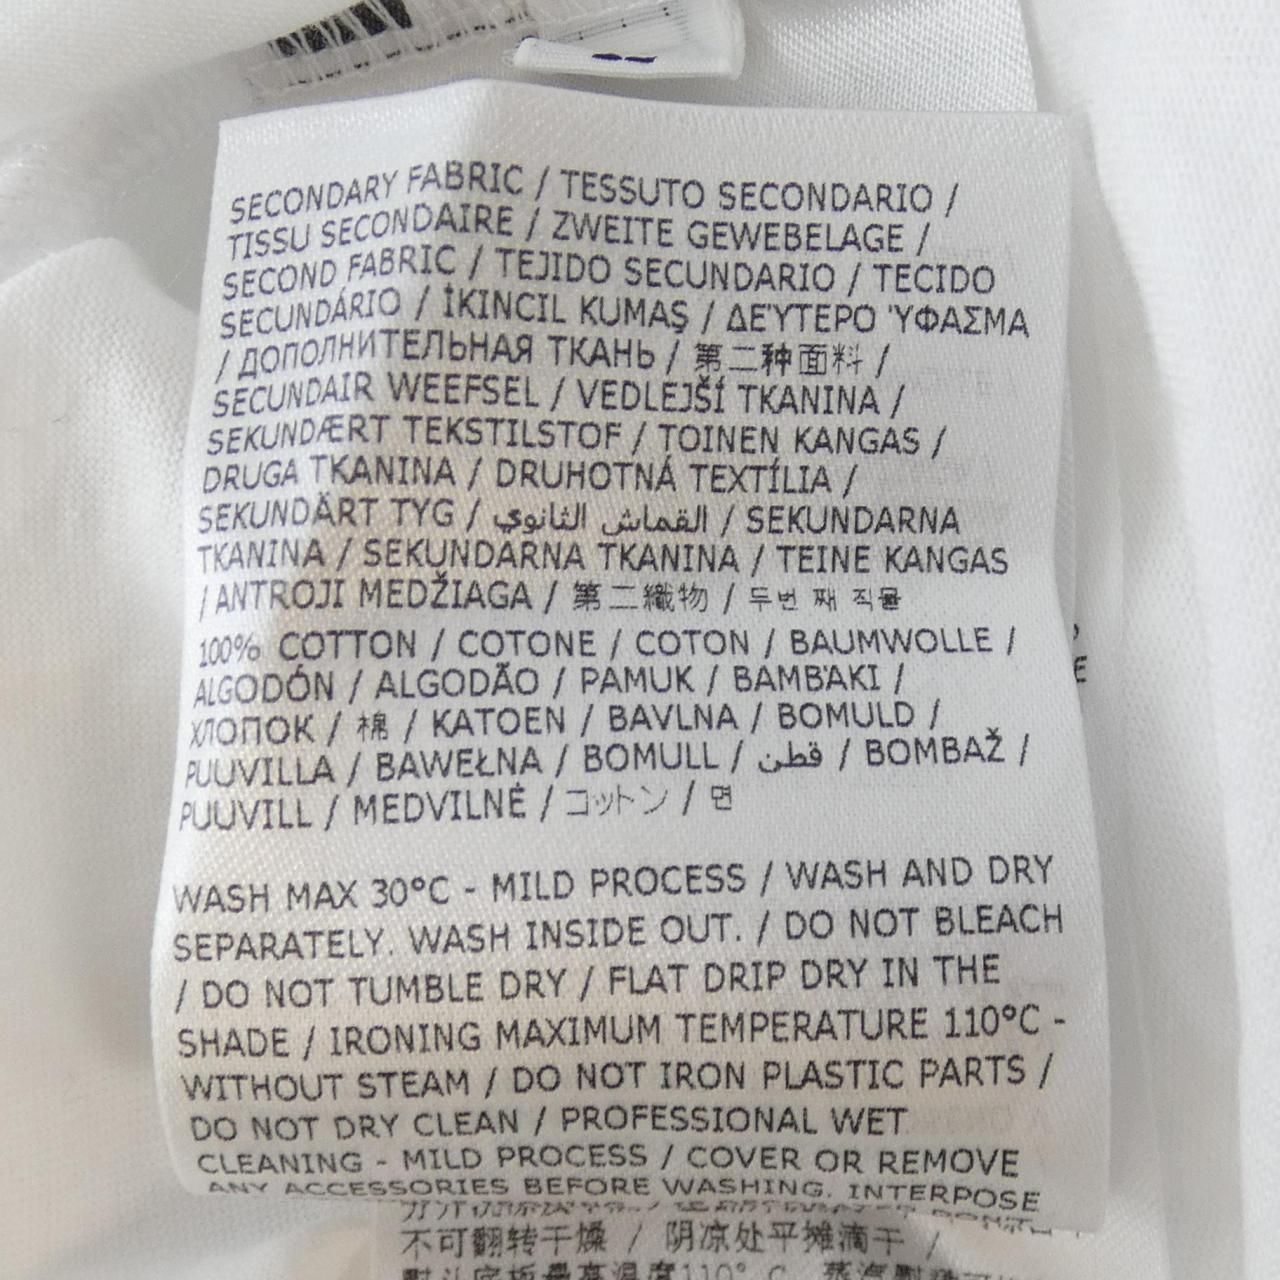 SECONDARY FABRIC / TESSUTO SECONDARIO /
TISSU SECONDAIRE / ZWEITE GEWEBELAGE /
SECOND FABRIC / TEJIDO SECUNDARIO / TECIDO
SECUNDÁRIO / İKINCIL KUMAŞ / ΔΕΎΤΕΡΟ ΎΦΑΣΜΑ
/ ДОПОЛНИТЕЛЬНАЯ ТКАНЬ / 第二种面料 /
SECUNDAIR WEEFSEL / VEDLEJŠÍ TKANINA /
SEKUNDÆRT TEKSTILSTOF / TOINEN KANGAS /
DRUGA TKANINA / DRUHOTNÁ TEXTÍLIA /
SEKUNDÄRT TYG / القماش الثانوي / SEKUNDARNA
TKANINA / SEKUNDARNA TKANINA / TEINE KANGAS
/ ANTROJI MEDŽIAGA / 第二織物 / 두번 째 직물
100% COTTON / COTONE / COTON / BAUMWOLLE /
ALGODÓN / ALGODÃO / PAMUK / ΒΑΜΒΆΚΙ /
ХЛОПОК / 棉 / KATOEN / BAVLNA / BOMULD /
PUUVILLA / BAWEŁNA / BOMULL / قطن / BOMBAŽ /
PUUVILL / MEDVILNĖ / コットン / 면
WASH MAX 30°C - MILD PROCESS / WASH AND DRY
SEPARATELY. WASH INSIDE OUT. / DO NOT BLEACH
/ DO NOT TUMBLE DRY / FLAT DRIP DRY IN THE
SHADE / IRONING MAXIMUM TEMPERATURE 110°C -
WITHOUT STEAM / DO NOT IRON PLASTIC PARTS /
DO NOT DRY CLEAN / PROFESSIONAL WET
CLEANING - MILD PROCESS / COVER OR REMOVE
ANY ACCESSORIES BEFORE WASHING. INTERPOSE
不可翻转干燥 / 阴凉处平摊滴干 /
110° C